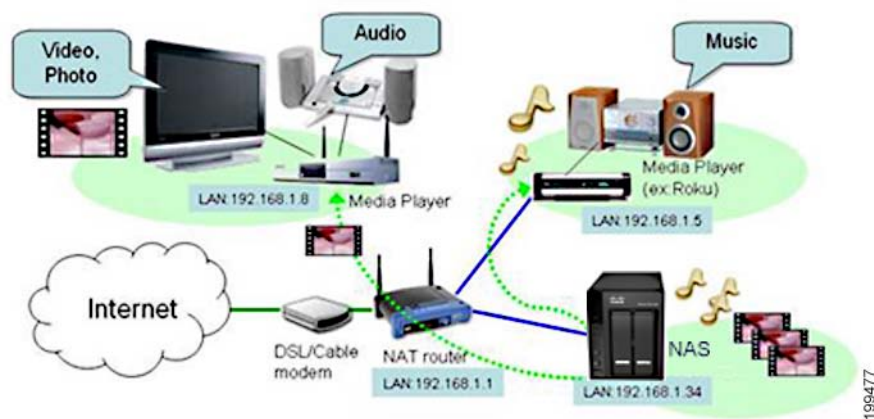 Video,
Photo
Audio
Music
LAN:192.168.1.8
Media Player
Media Player
(ex:Roku)
LAN:192.168.1.5
Internet
DSL/Cable
modem
NAT router
LAN:192.168.1.1
NAS
LAN:192.168.1.34
199477